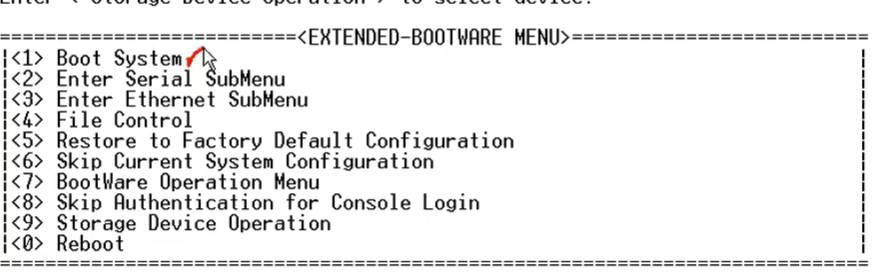 Enter < Storage Device Operation > to select device.
==========================<EXTENDED-BOOTWARE MENU>==========================
|<1> Boot System |
|<2> Enter Serial SubMenu |
|<3> Enter Ethernet SubMenu |
|<4> File Control |
|<5> Restore to Factory Default Configuration |
|<6> Skip Current System Configuration |
|<7> BootWare Operation Menu |
|<8> Skip Authentication for Console Login |
|<9> Storage Device Operation |
|<0> Reboot |
============================================================================